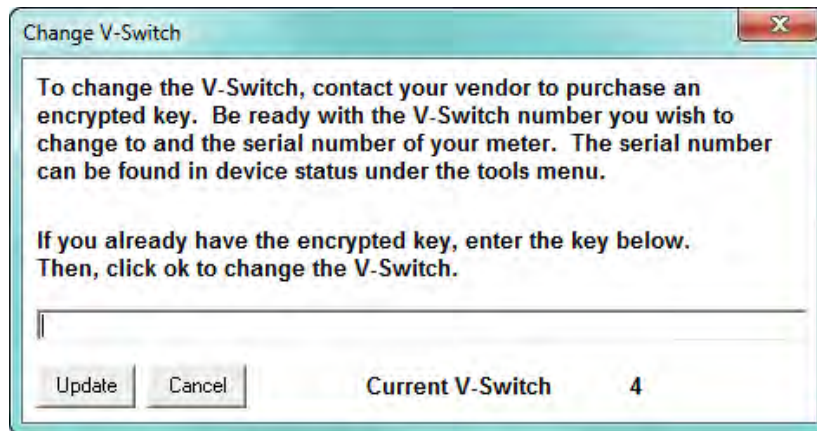 Change V-Switch
To change the V-Switch, contact your vendor to purchase an
encrypted key.  Be ready with the V-Switch number you wish to
change to and the serial number of your meter.  The serial number
can be found in device status under the tools menu.
If you already have the encrypted key, enter the key below.
Then, click ok to change the V-Switch.
Update Cancel Current V-Switch 4